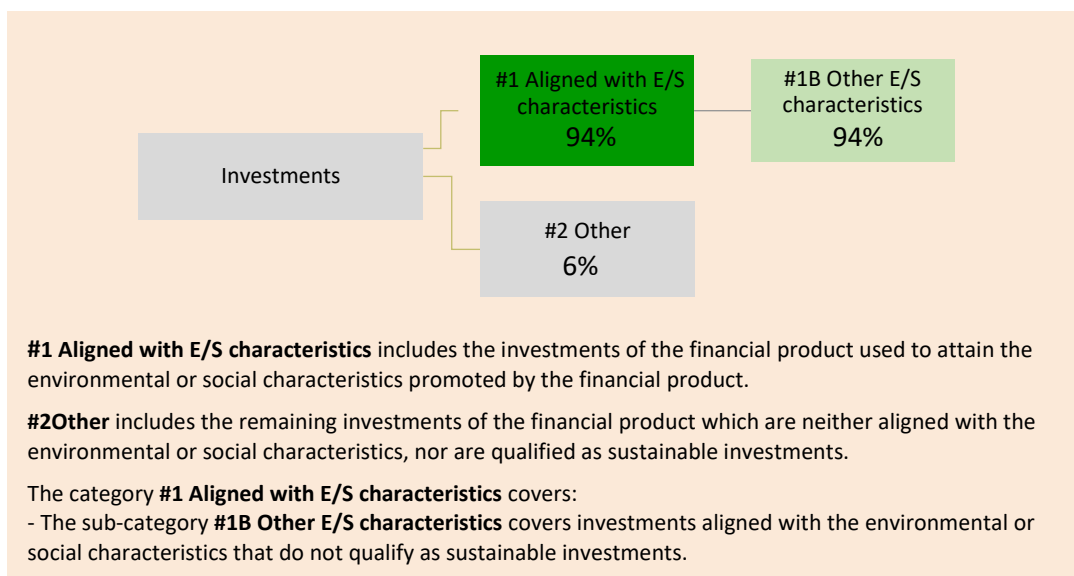 #1 Aligned with E/S
characteristics
94%
#1B Other E/S
characteristics
94%
Investments
#2 Other
6%
#1 Aligned with E/S characteristics includes the investments of the financial product used to attain the
environmental or social characteristics promoted by the financial product.
#2Other includes the remaining investments of the financial product which are neither aligned with the
environmental or social characteristics, nor are qualified as sustainable investments.
The category #1 Aligned with E/S characteristics covers:
- The sub-category #1B Other E/S characteristics covers investments aligned with the environmental or
social characteristics that do not qualify as sustainable investments.